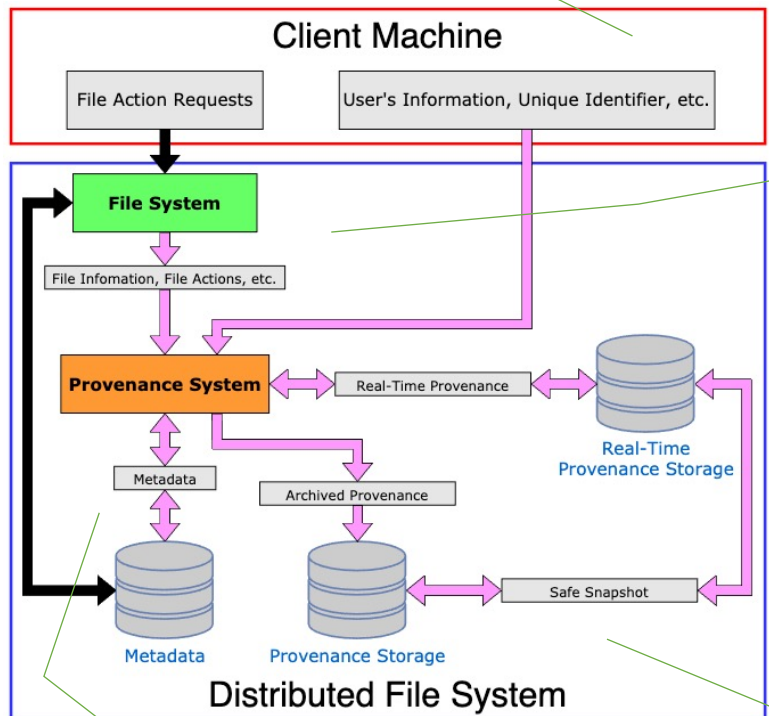 Client Machine
File Action Requests
User's Information, Unique Identifier, etc.
File System
File Infomation, File Actions, etc.
Provenance System
Real-Time Provenance
Real-Time
Provenance Storage
Metadata
Archived Provenance
Safe Snapshot
Metadata
Provenance Storage
Distributed File System